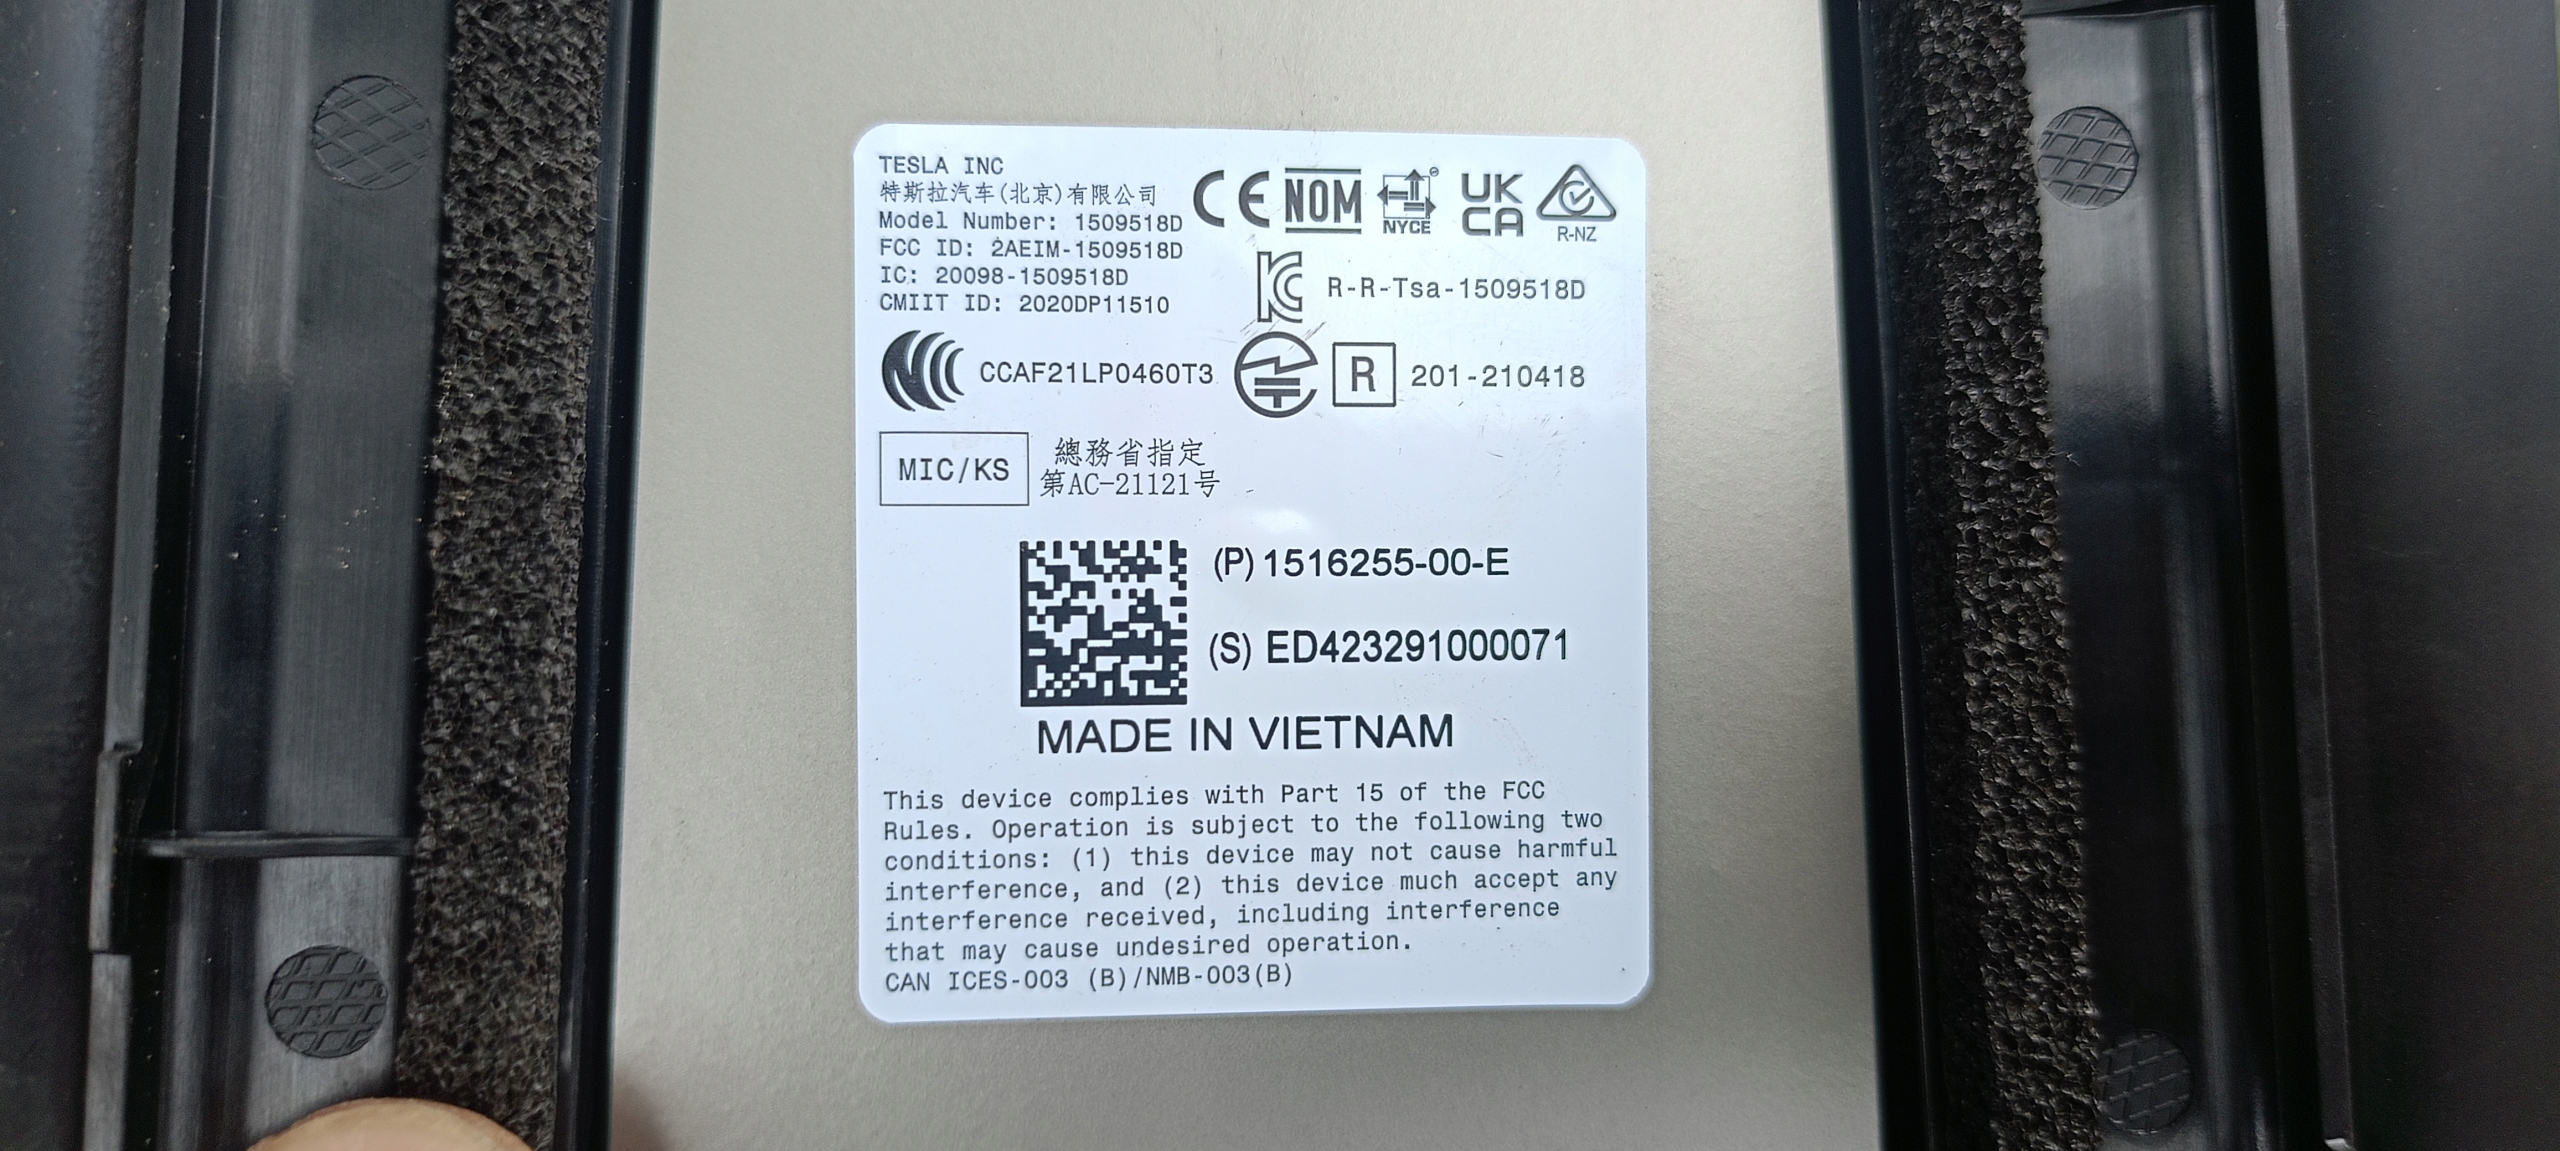 TESLA INC
特斯拉汽车(北京)有限公司
Model Number: 1509518D
FCC ID: 2AEIM-1509518D
IC: 20098-1509518D
CMIIT ID: 2020DP11510
CE NOM NYCE UK CA R-NZ
R-R-Tsa-1509518D
CCAF21LP0460T3
R 201-210418
MIC/KS
總務省指定
第AC-21121号
(P) 1516255-00-E
(S) ED423291000071
MADE IN VIETNAM
This device complies with Part 15 of the FCC
Rules. Operation is subject to the following two
conditions: (1) this device may not cause harmful
interference, and (2) this device much accept any
interference received, including interference
that may cause undesired operation.
CAN ICES-003 (B)/NMB-003(B)